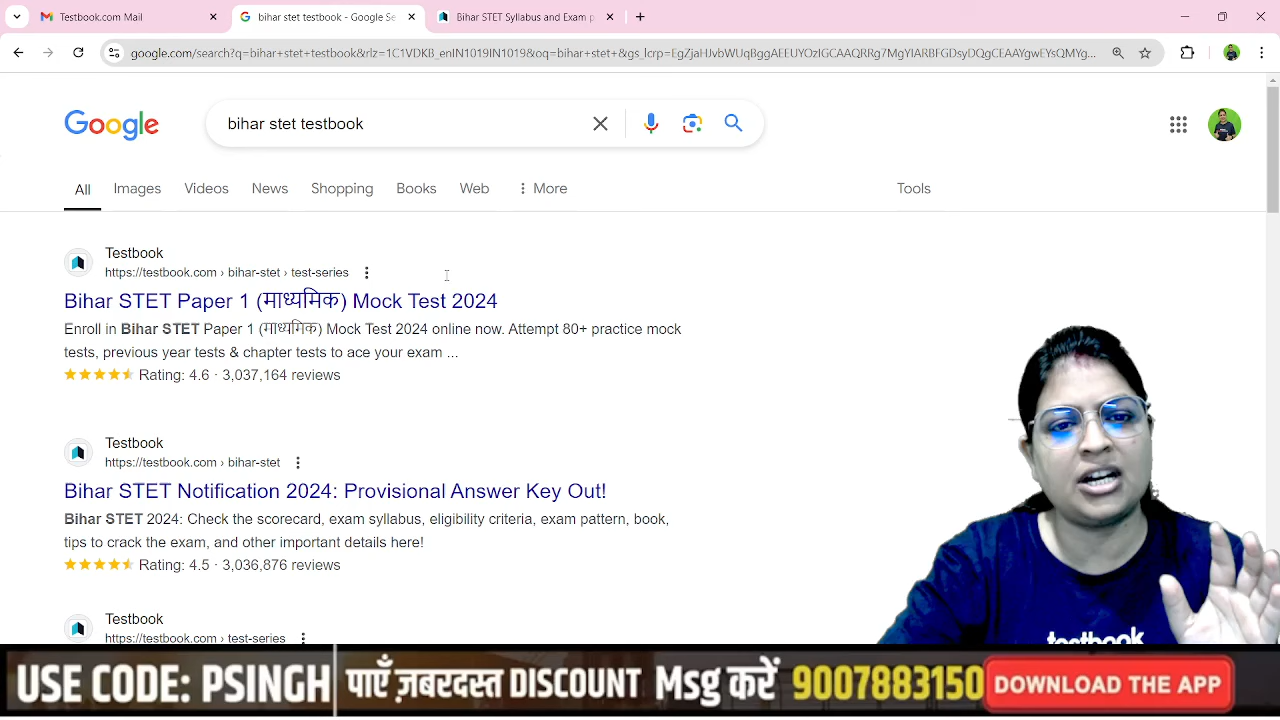 Testbook.com Mail
bihar stet testbook - Google Se
Bihar STET Syllabus and Exam p
google.com/search?q=bihar+stet+testbook&rlz=1C1VDKB_enIN1019IN1019&oq=bihar+stet+&gs_lcrp=EgZjaHJvbWUqBggAEEUYOzIGCAAQRRg7MgYIARBFGDsyDQgCEAAYgwEYsQMYg...
Google
bihar stet testbook
All Images Videos News Shopping Books Web More Tools
Testbook
https://testbook.com › bihar-stet › test-series
Bihar STET Paper 1 (माध्यमिक) Mock Test 2024
Enroll in Bihar STET Paper 1 (माध्यमिक) Mock Test 2024 online now. Attempt 80+ practice mock
tests, previous year tests & chapter tests to ace your exam ...
Rating: 4.6 · 3,037,164 reviews
Testbook
https://testbook.com › bihar-stet
Bihar STET Notification 2024: Provisional Answer Key Out!
Bihar STET 2024: Check the scorecard, exam syllabus, eligibility criteria, exam pattern, book,
tips to crack the exam, and other important details here!
Rating: 4.5 · 3,036,876 reviews
Testbook
https://testbook.com › test-series
testbook
USE CODE: PSINGH पाएँ ज़बरदस्त DISCOUNT Msg करें 9007883150 DOWNLOAD THE APP